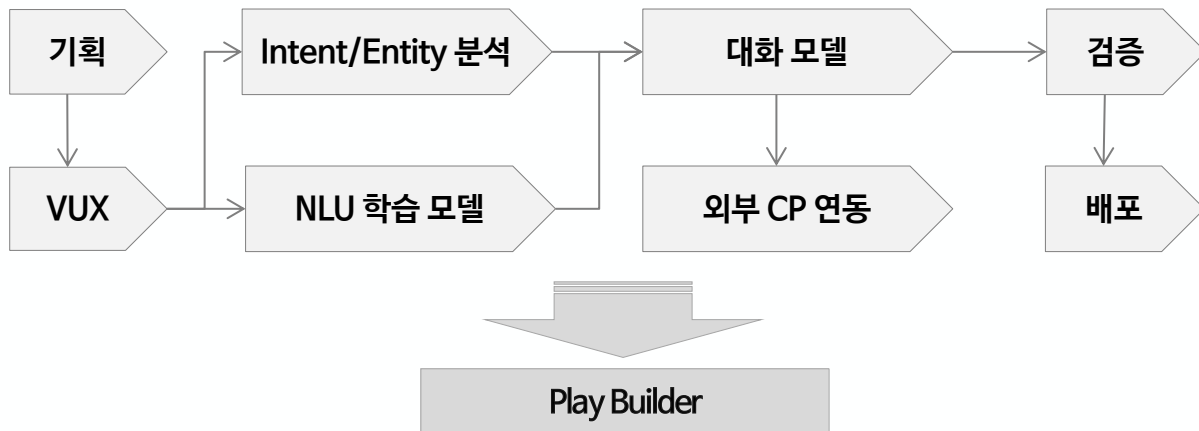 기획
Intent/Entity 분석
대화 모델
검증
VUX
NLU 학습 모델
외부 CP 연동
배포
Play Builder